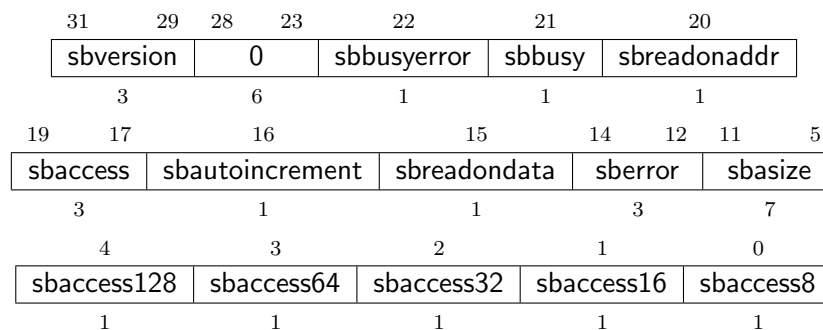 31 29 28 23 22 21 20
sbversion 0 sbbusyerror sbbusy sbreadonaddr
3 6 1 1 1
19 17 16 15 14 12 11 5
sbaccess sbautoincrement sbreadondata sberror sbasize
3 1 1 3 7
4 3 2 1 0
sbaccess128 sbaccess64 sbaccess32 sbaccess16 sbaccess8
1 1 1 1 1